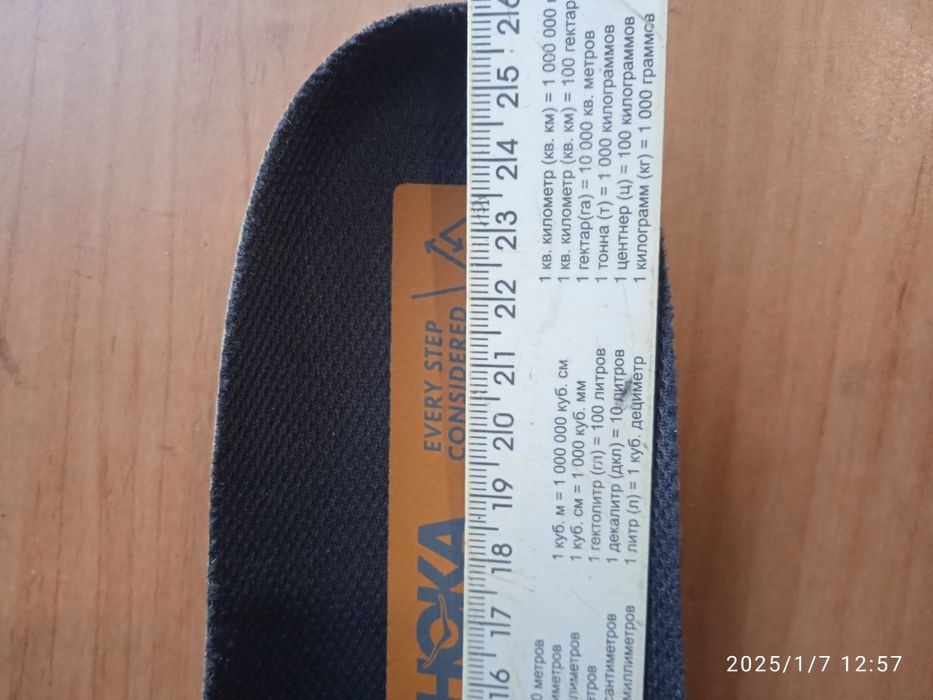 HOKA
EVERY STEP
CONSIDERED
16 17 18 19 20 21 22 23 24 25 26
1 кв. километр (кв. км) = 1 000 000
1 кв. километр (кв. км) = 100 гектар
1 гектар(га) = 10 000 кв. метров
1 тонна (т) = 1 000 килограммов
1 центнер (ц) = 100 килограммов
1 килограмм (кг) = 1 000 граммов
1 куб. м = 1 000 000 куб. см
1 куб. см = 1 000 куб. мм
1 гектолитр (гл) = 100 литров
1 декалитр (дкл) = 10 литров
1 литр (л) = 1 куб. дециметр
0 метров
иметров
лиметров
тров
сантиметров
миллиметров
2025/1/7 12:57